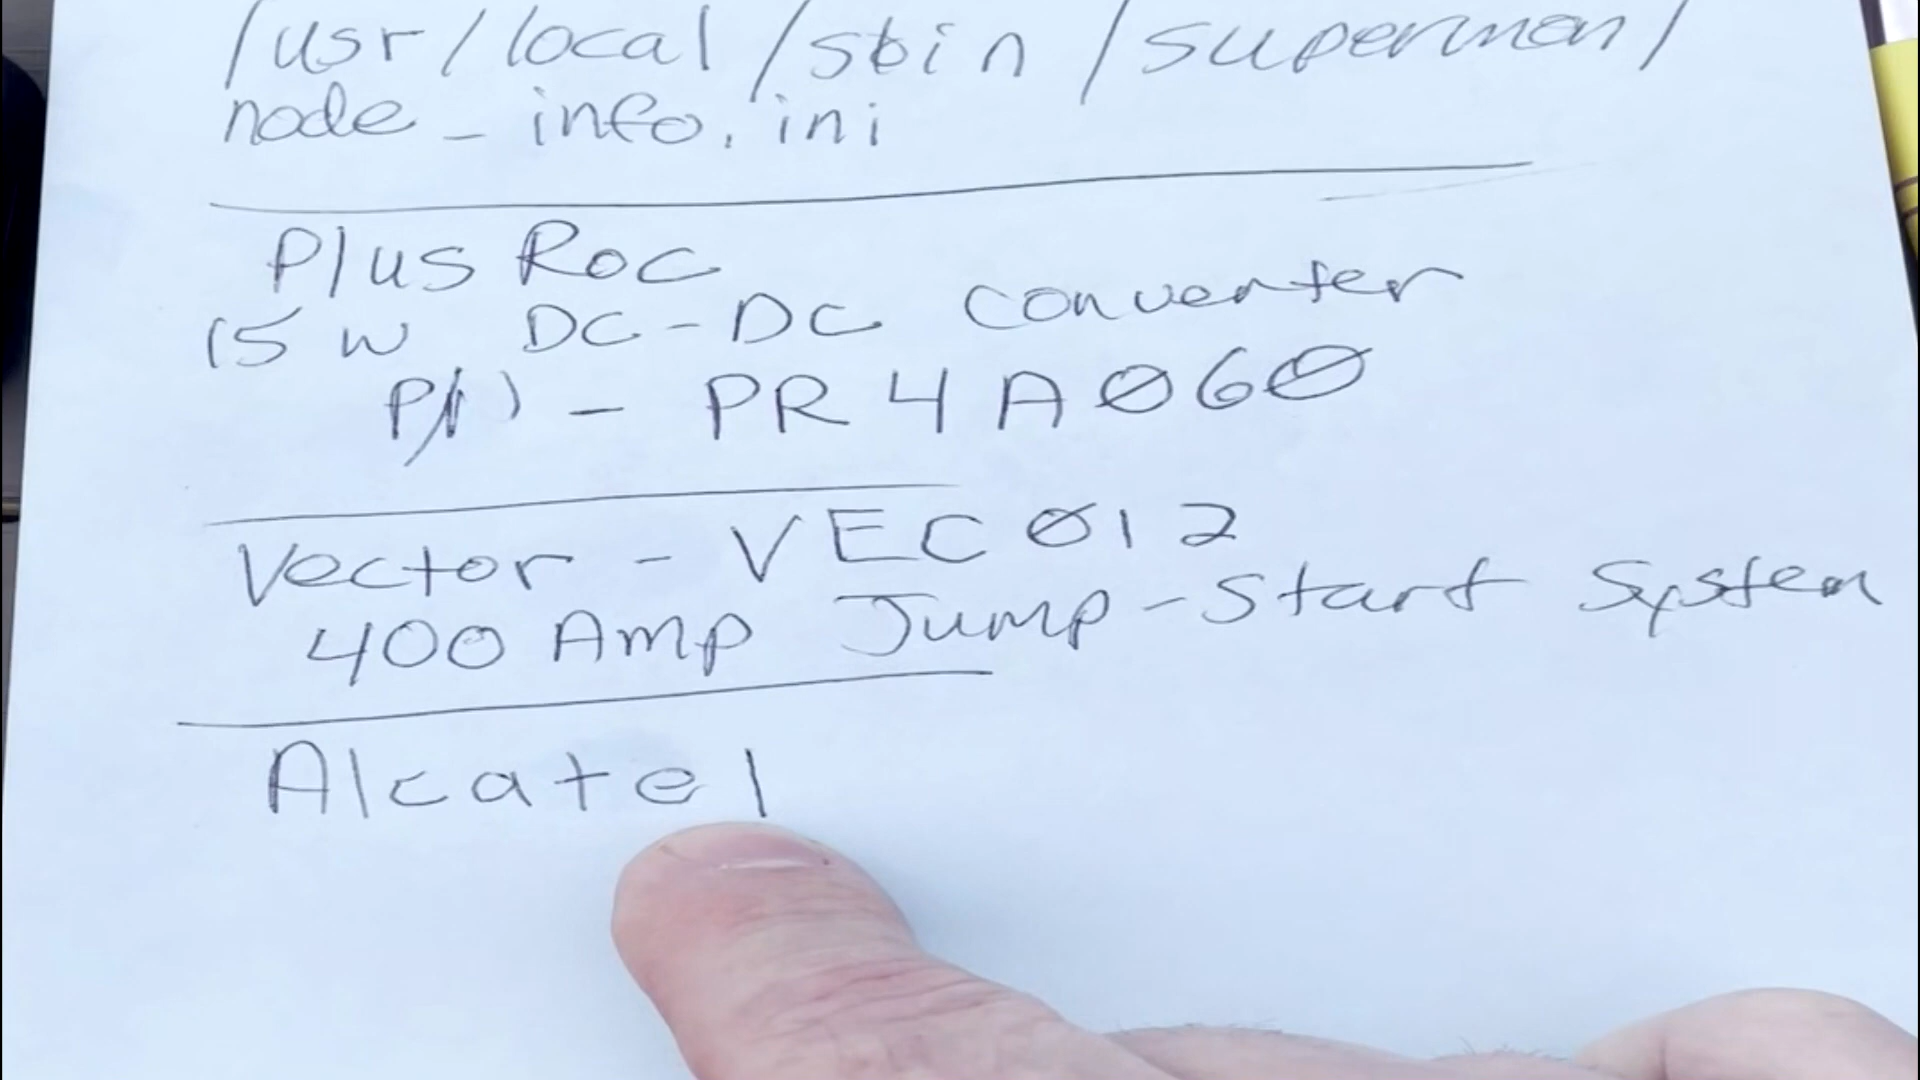 /usr/local/sbin/supermon/
node_info.ini
Plus Roc
15 W DC-DC converter
P/N - PR4A060
Vector - VEC012
400 Amp Jump-Start System
Alcatel